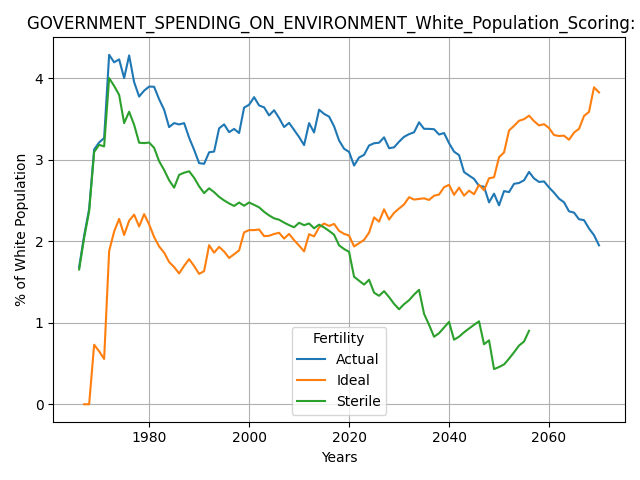 GOVERNMENT_SPENDING_ON_ENVIRONMENT_White_Population_Scoring:
% of White Population
4
3
2
1
0
Fertility
Actual
Ideal
Sterile
1980
2000
2020
2040
2060
Years